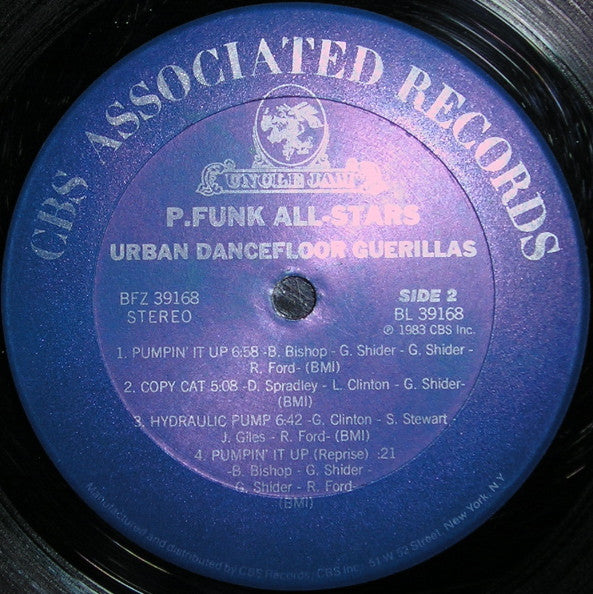 CBS ASSOCIATED RECORDS
UNCLE JAM
P.FUNK ALL-STARS
URBAN DANCEFLOOR GUERILLAS
BFZ 39168
STEREO
SIDE 2
BL 39168
℗ 1983 CBS Inc.
1. PUMPIN' IT UP 6:58 -B. Bishop - G. Shider - G. Shider -
R. Ford- (BMI)
2. COPY CAT 5:08 -D. Spradley - L. Clinton - G. Shider-
(BMI)
3. HYDRAULIC PUMP 6:42 -G. Clinton - S. Stewart
J. Giles - R. Ford- (BMI)
4. PUMPIN' IT UP (Reprise) :21
-B. Bishop - G. Shider -
G. Shider - R. Ford-
(BMI)
Manufactured and distributed by CBS Records/CBS Inc./51 W 52 Street, New York, N.Y.